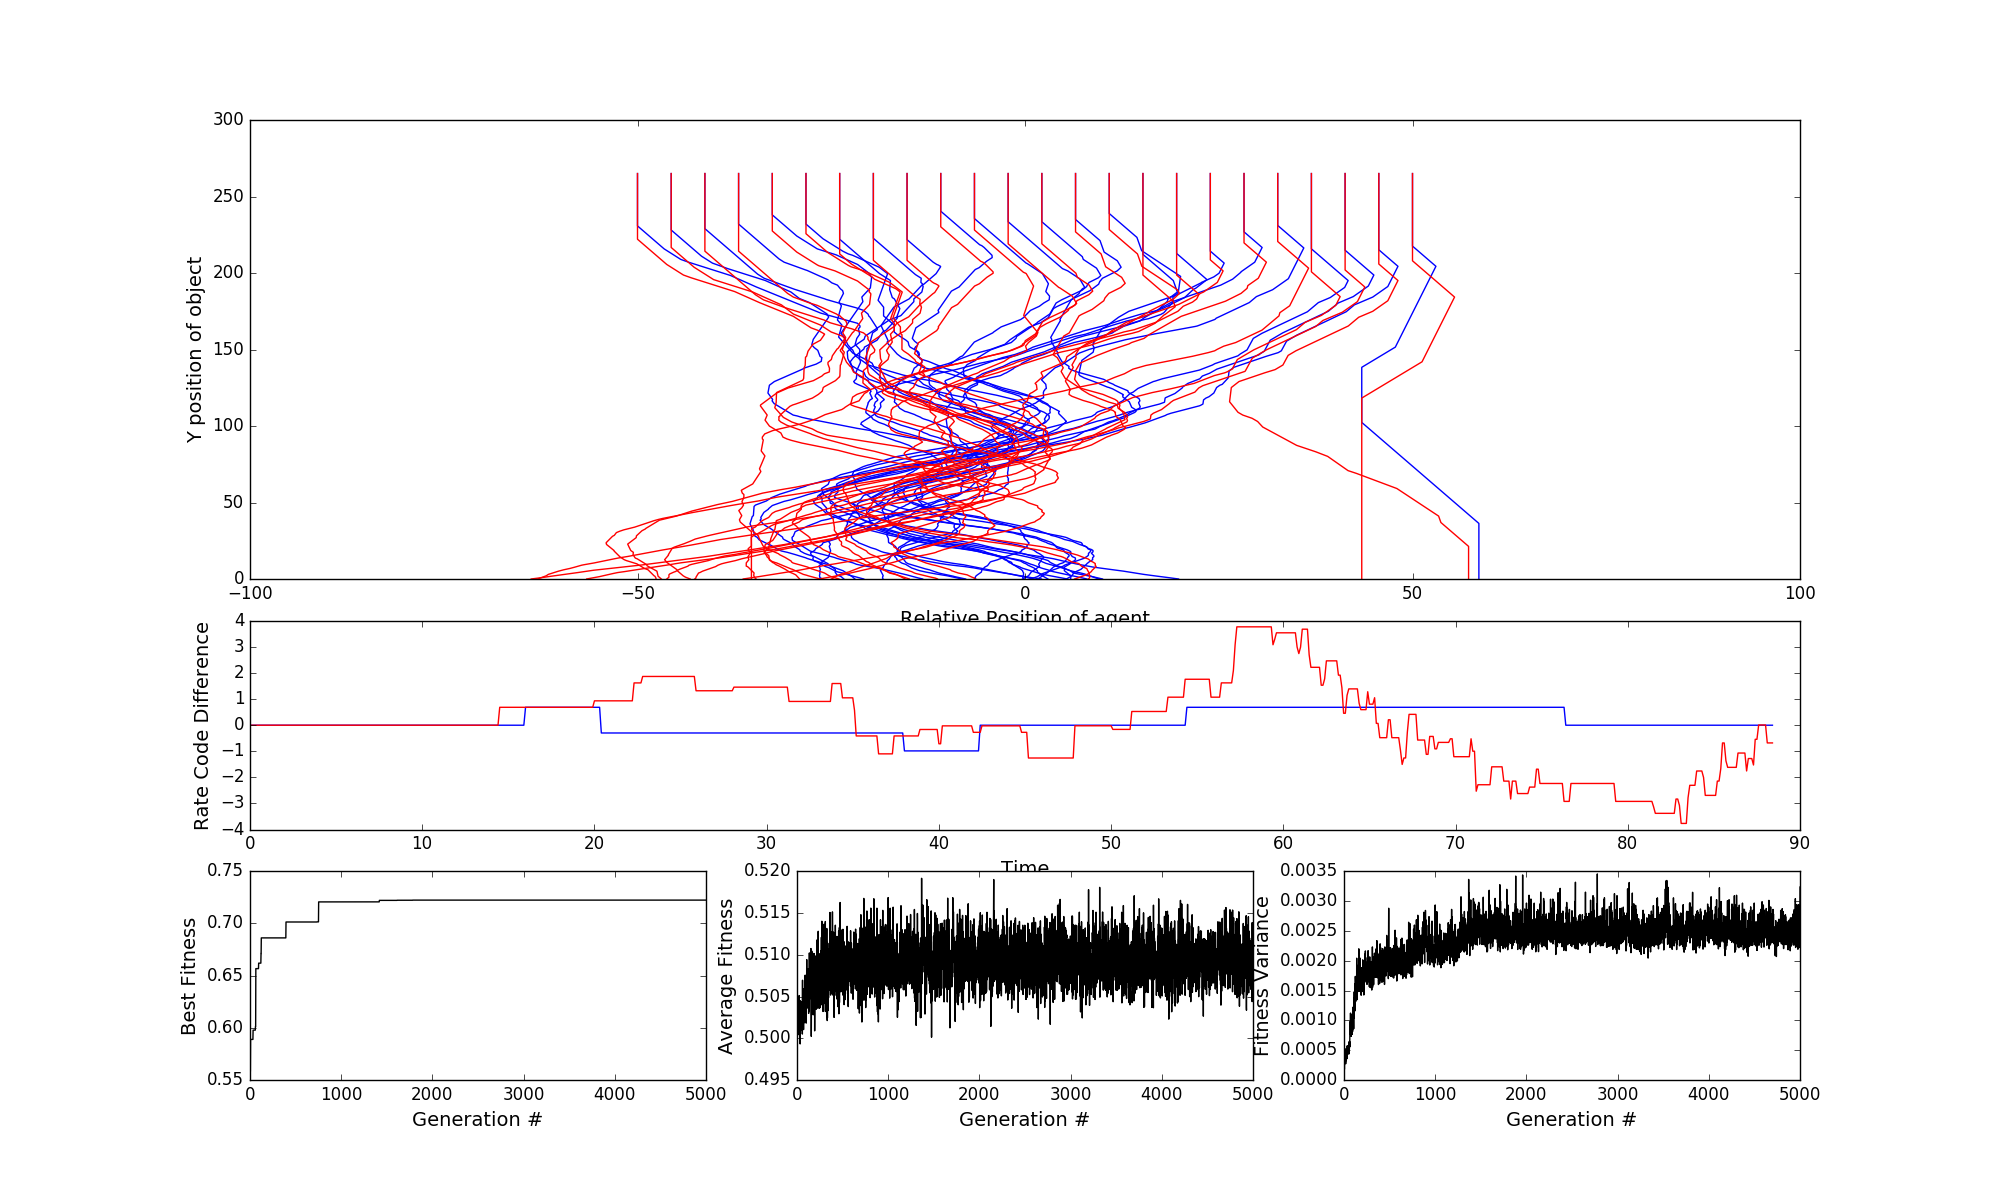 300
250
200
150
100
50
0
Y position of object
−100 −50 0 50 100
Relative Position of agent
4
3
2
1
0
−1
−2
−3
−4
Rate Code Difference
0 10 20 30 40 50 60 70 80 90
Time
0.75
0.70
0.65
0.60
0.55
Best Fitness
0 1000 2000 3000 4000 5000
Generation #
0.520
0.515
0.510
0.505
0.500
0.495
Average Fitness
0 1000 2000 3000 4000 5000
Generation #
0.0035
0.0030
0.0025
0.0020
0.0015
0.0010
0.0005
0.0000
Fitness Variance
0 1000 2000 3000 4000 5000
Generation #